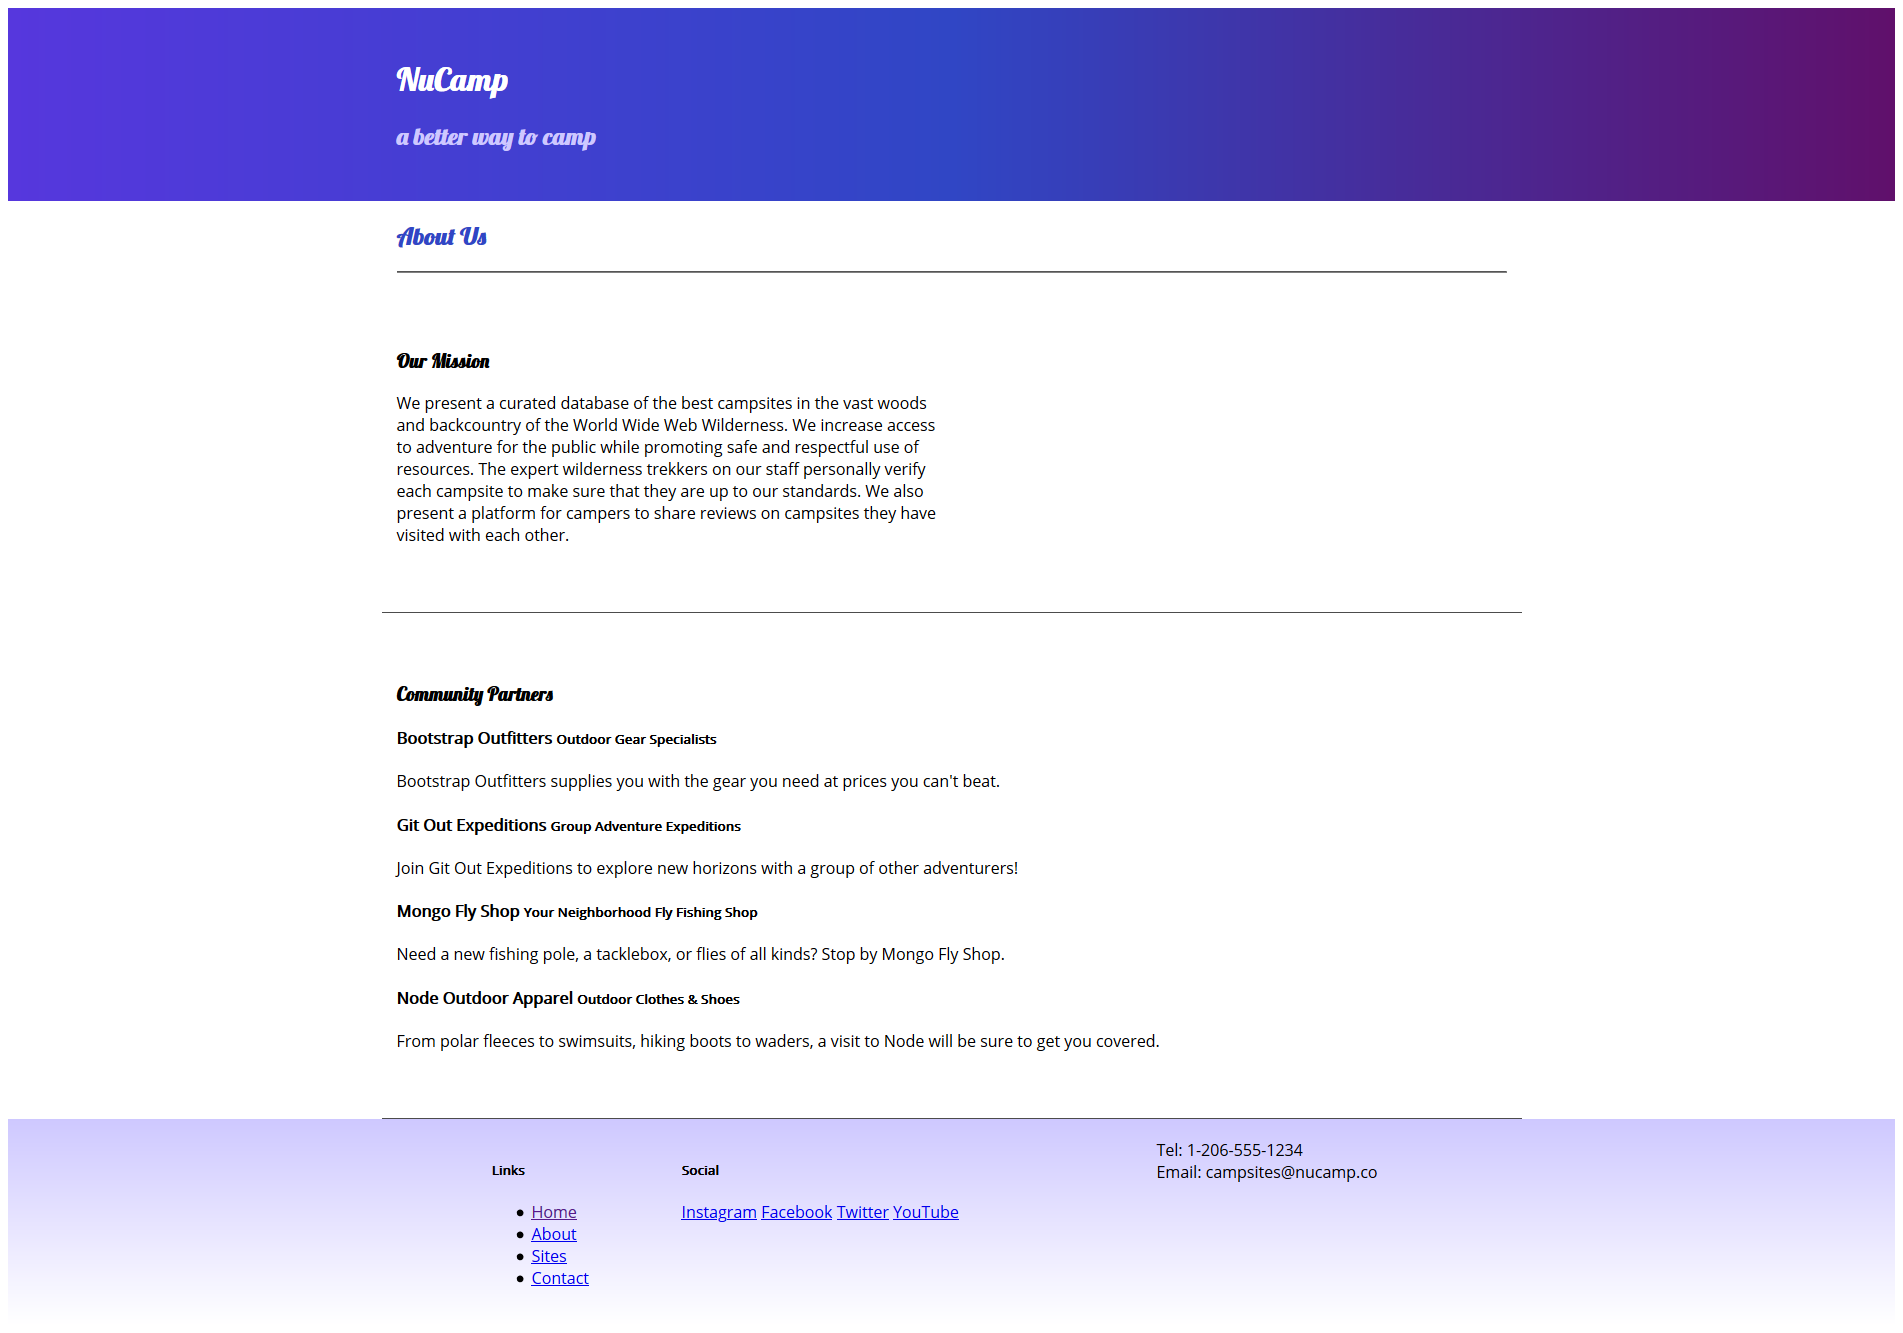 NuCamp
a better way to camp
About Us
Our Mission
We present a curated database of the best campsites in the vast woods
and backcountry of the World Wide Web Wilderness. We increase access
to adventure for the public while promoting safe and respectful use of
resources. The expert wilderness trekkers on our staff personally verify
each campsite to make sure that they are up to our standards. We also
present a platform for campers to share reviews on campsites they have
visited with each other.
Community Partners
Bootstrap Outfitters Outdoor Gear Specialists
Bootstrap Outfitters supplies you with the gear you need at prices you can't beat.
Git Out Expeditions Group Adventure Expeditions
Join Git Out Expeditions to explore new horizons with a group of other adventurers!
Mongo Fly Shop Your Neighborhood Fly Fishing Shop
Need a new fishing pole, a tacklebox, or flies of all kinds? Stop by Mongo Fly Shop.
Node Outdoor Apparel Outdoor Clothes & Shoes
From polar fleeces to swimsuits, hiking boots to waders, a visit to Node will be sure to get you covered.
Links
Home
About
Sites
Contact
Social
Instagram Facebook Twitter YouTube
Tel: 1-206-555-1234
Email: campsites@nucamp.co